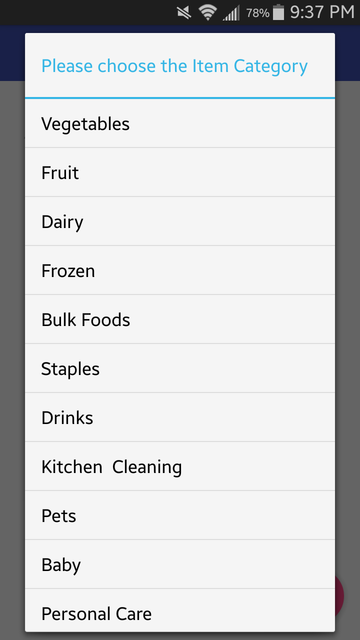 78% 9:37 PM
Please choose the Item Category
Vegetables
Fruit
Dairy
Frozen
Bulk Foods
Staples
Drinks
Kitchen  Cleaning
Pets
Baby
Personal Care